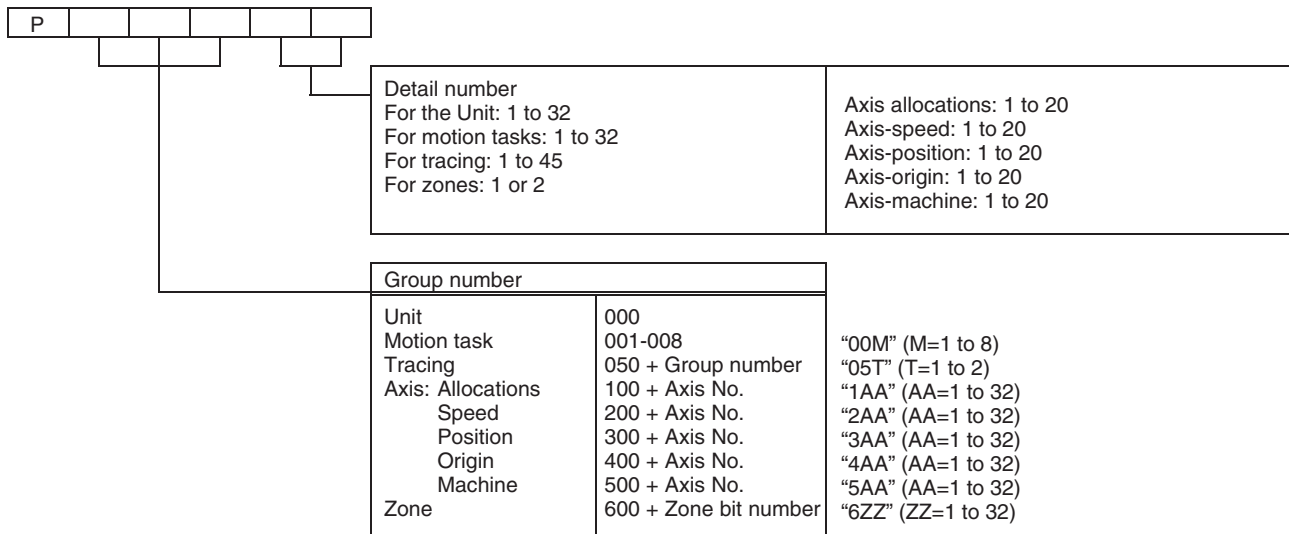 P
Detail number
For the Unit: 1 to 32
For motion tasks: 1 to 32
For tracing: 1 to 45
For zones: 1 or 2
Axis allocations: 1 to 20
Axis-speed: 1 to 20
Axis-position: 1 to 20
Axis-origin: 1 to 20
Axis-machine: 1 to 20
Group number
Unit 000
Motion task 001-008 “00M” (M=1 to 8)
Tracing 050 + Group number “05T” (T=1 to 2)
Axis: Allocations 100 + Axis No. “1AA” (AA=1 to 32)
Speed 200 + Axis No. “2AA” (AA=1 to 32)
Position 300 + Axis No. “3AA” (AA=1 to 32)
Origin 400 + Axis No. “4AA” (AA=1 to 32)
Machine 500 + Axis No. “5AA” (AA=1 to 32)
Zone 600 + Zone bit number “6ZZ” (ZZ=1 to 32)